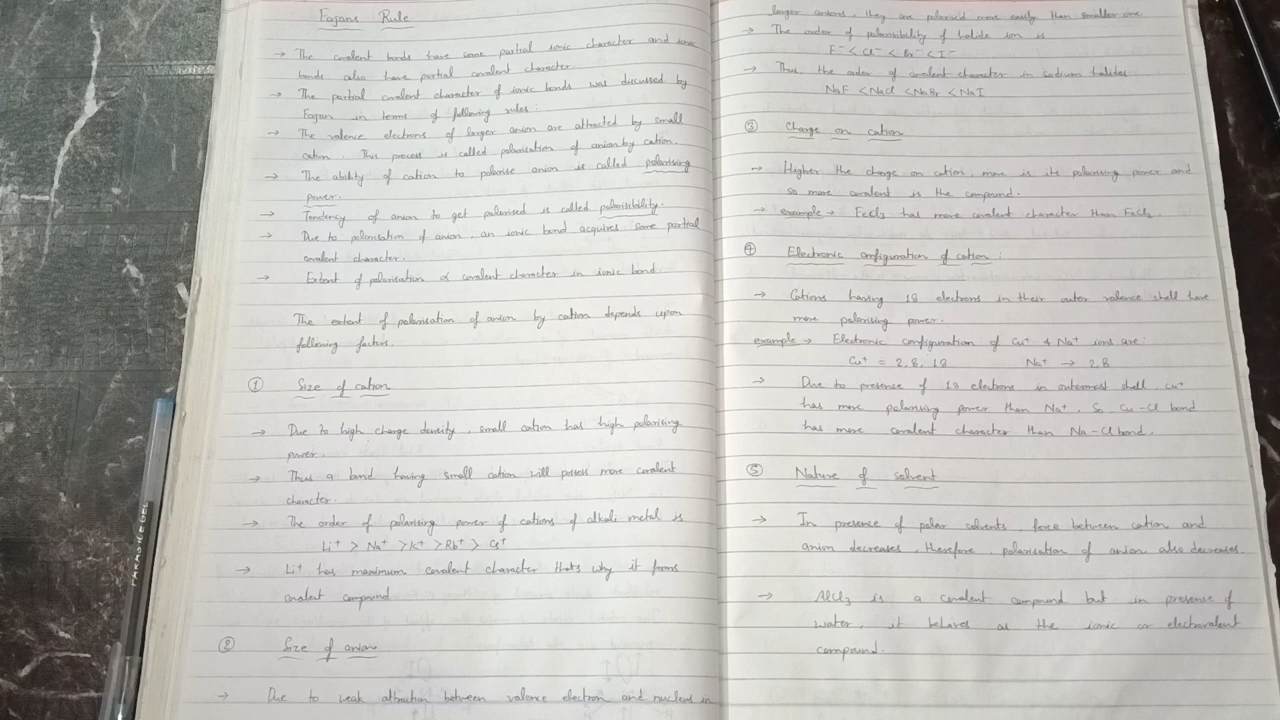 Fajans Rule
→ The covalent bonds have some partial ionic character and ionic
bonds also have partial covalent character.
→ The partial covalent character of ionic bonds was discussed by
Fajan in terms of following rules:
→ The valence electrons of larger anion are attracted by small
cation. This process is called polarisation of anion by cation.
→ The ability of cation to polarise anion is called polarising
power.
→ Tendency of anion to get polarised is called polarisibility.
→ Due to polarisation of anion, an ionic bond acquires some partial
covalent character.
→ Extent of polarisation α covalent character in ionic bond.
The extent of polarisation of anion by cation depends upon
following factors.
① Size of cation
→ Due to high charge density, small cation has high polarising
power.
→ Thus a bond having small cation will posses more covalent
character.
→ The order of polarising power of cations of alkali metal is
Li⁺ > Na⁺ > K⁺ > Rb⁺ > Cs⁺
→ Li⁺ has maximum covalent character thats why it forms
covalent compound
② Size of anion
→ Due to weak attraction between valence electron and nucleus in
larger anions, they are polarised more easily than smaller one
→ The order of polarisibility of halide ion is
F⁻ < Cl⁻ < Br⁻ < I⁻
→ Thus, the order of covalent character in sodium halides
NaF < NaCl < NaBr < NaI
③ Charge on cation
→ Higher the charge on cation, more is its polarising power and
so more covalent is the compound.
→ example → FeCl₃ has more covalent character than FeCl₂.
④ Electronic configuration of cation:
→ Cations having 18 electrons in their outer valence shell have
more polarising power.
example → Electronic configuration of Cu⁺ & Na⁺ ions are:
Cu⁺ = 2, 8, 18 Na⁺ → 2, 8
→ Due to presence of 18 electrons in outermost shell, Cu⁺
has more polarising power than Na⁺. So Cu-Cl bond
has more covalent character than Na-Cl bond.
⑤ Nature of solvent
→ In presence of polar solvents, force between cation and
anion decreases, therefore, polarisation of anion also decreases.
→ AlCl₃ is a covalent compound but in presence of
water, it behaves as the ionic or electrovalent
compound.
PARAS ICE GEL